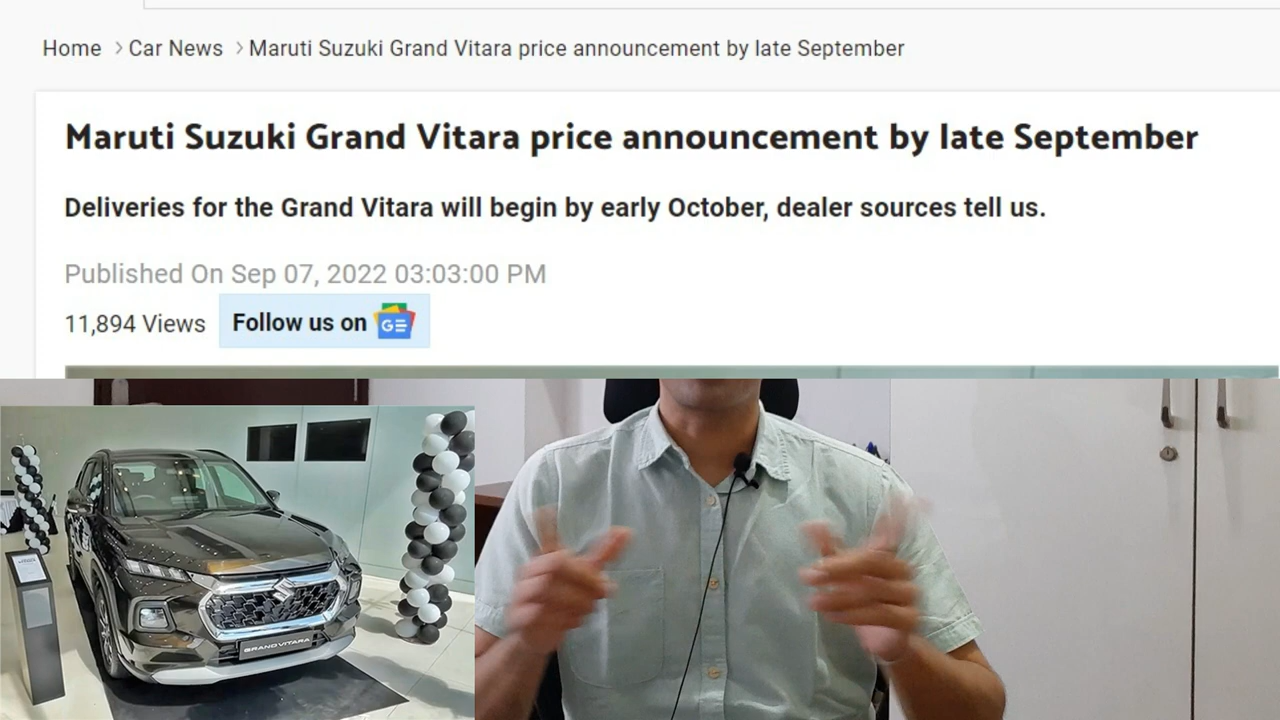 Home > Car News > Maruti Suzuki Grand Vitara price announcement by late September
Maruti Suzuki Grand Vitara price announcement by late September
Deliveries for the Grand Vitara will begin by early October, dealer sources tell us.
Published On Sep 07, 2022 03:03:00 PM
11,894 Views
Follow us on
GRAND VITARA